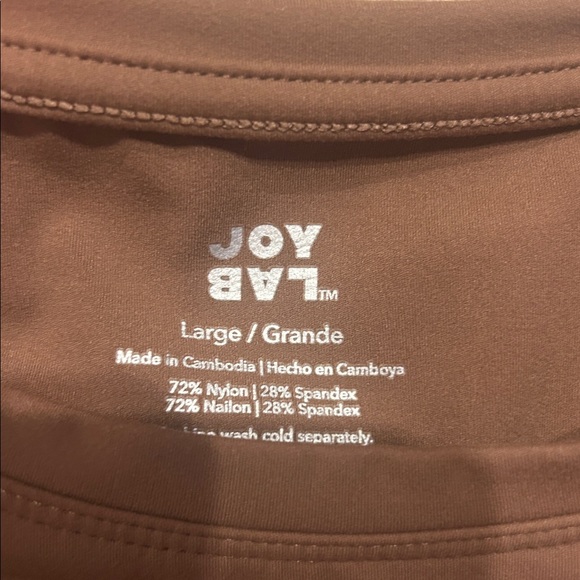 JOY
LAB™
Large / Grande
Made in Cambodia | Hecho en Camboya
72% Nylon | 28% Spandex
72% Nailon | 28% Spandex
wash cold separately.